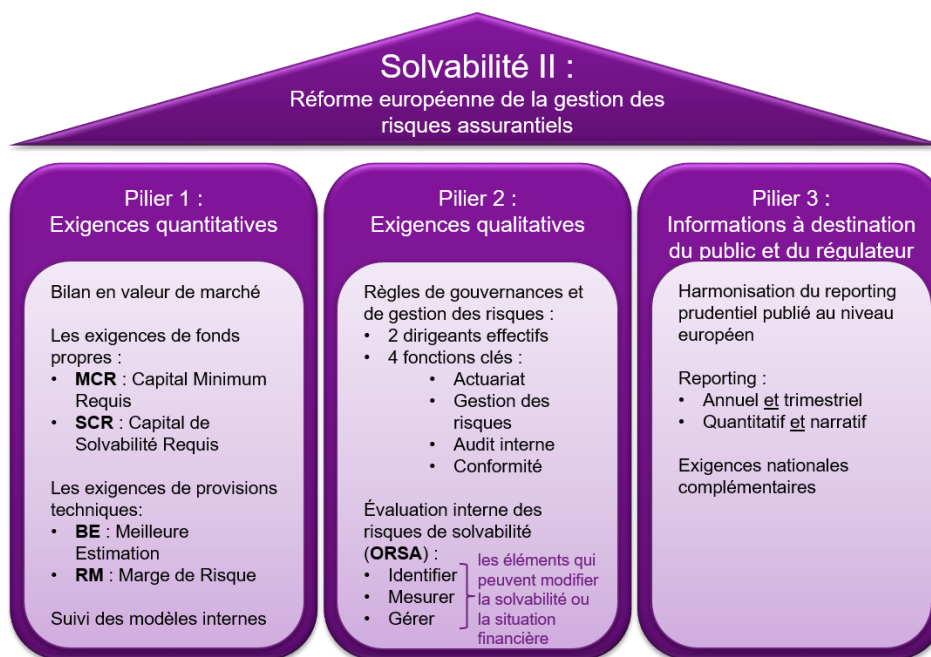 Solvabilité II :
Réforme européenne de la gestion des
risques assurantiels
Pilier 1 :
Exigences quantitatives
Bilan en valeur de marché
Les exigences de fonds
propres :
• MCR : Capital Minimum
Requis
• SCR : Capital de
Solvabilité Requis
Les exigences de provisions
techniques:
• BE : Meilleure
Estimation
• RM : Marge de Risque
Suivi des modèles internes
Pilier 2 :
Exigences qualitatives
Règles de gouvernances et
de gestion des risques :
• 2 dirigeants effectifs
• 4 fonctions clés :
• Actuariat
• Gestion des
risques
• Audit interne
• Conformité
Évaluation interne des
risques de solvabilité
(ORSA) :
• Identifier
• Mesurer
• Gérer
les éléments qui
peuvent modifier
la solvabilité ou
la situation
financière
Pilier 3 :
Informations à destination
du public et du régulateur
Harmonisation du reporting
prudentiel publié au niveau
européen
Reporting :
• Annuel et trimestriel
• Quantitatif et narratif
Exigences nationales
complémentaires